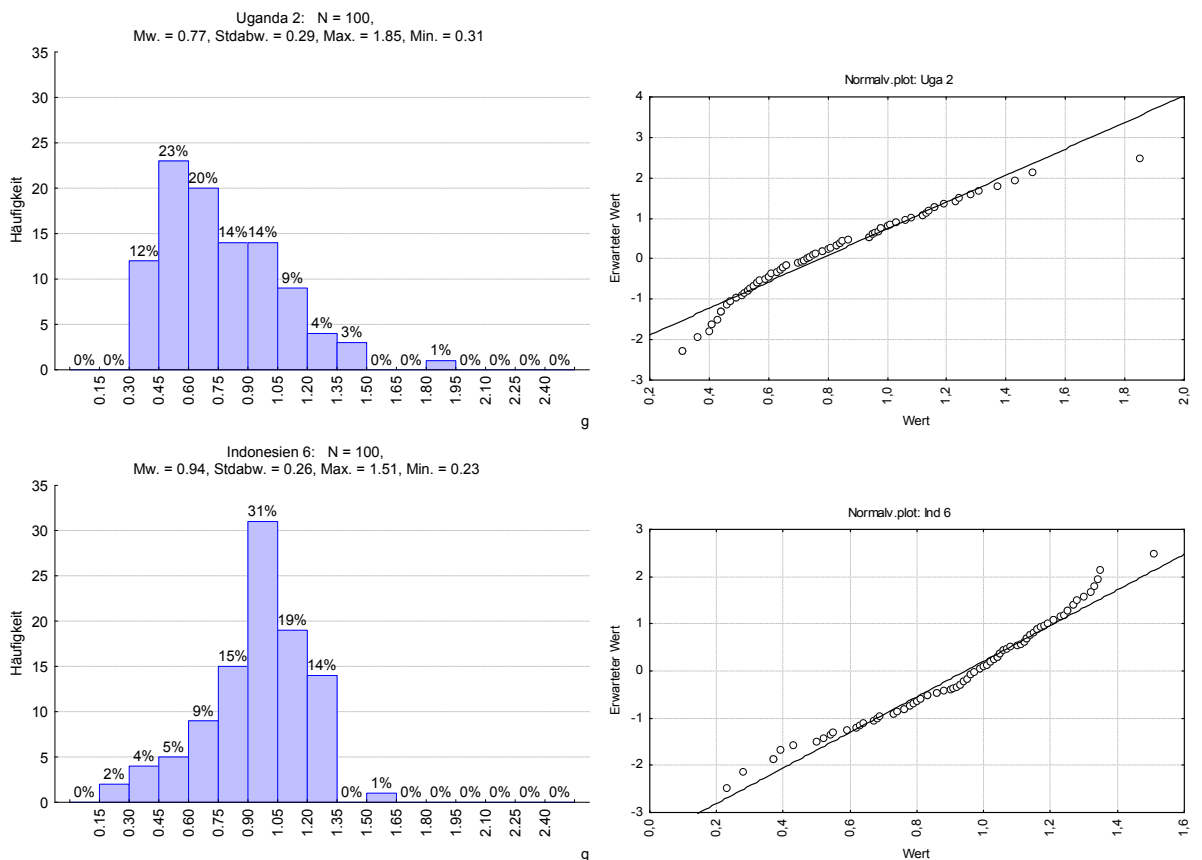 Uganda 2: N = 100,
Mw. = 0.77, Stdabw. = 0.29, Max. = 1.85, Min. = 0.31
35
30
25
20
15
10
5
0
Häufigkeit
0% 0% 12% 23% 20% 14% 14% 9% 4% 3% 0% 0% 1% 0% 0% 0% 0%
0.15 0.30 0.45 0.60 0.75 0.90 1.05 1.20 1.35 1.50 1.65 1.80 1.95 2.10 2.25 2.40
g
Normalv.plot: Uga 2
4
3
2
1
0
-1
-2
-3
Erwarteter Wert
0,2 0,4 0,6 0,8 1,0 1,2 1,4 1,6 1,8 2,0
Wert
Indonesien 6: N = 100,
Mw. = 0.94, Stdabw. = 0.26, Max. = 1.51, Min. = 0.23
35
30
25
20
15
10
5
0
Häufigkeit
0% 2% 4% 5% 9% 15% 31% 19% 14% 0% 1% 0% 0% 0% 0% 0% 0%
0.15 0.30 0.45 0.60 0.75 0.90 1.05 1.20 1.35 1.50 1.65 1.80 1.95 2.10 2.25 2.40
g
Normalv.plot: Ind 6
3
2
1
0
-1
-2
-3
Erwarteter Wert
0,0 0,2 0,4 0,6 0,8 1,0 1,2 1,4 1,6
Wert